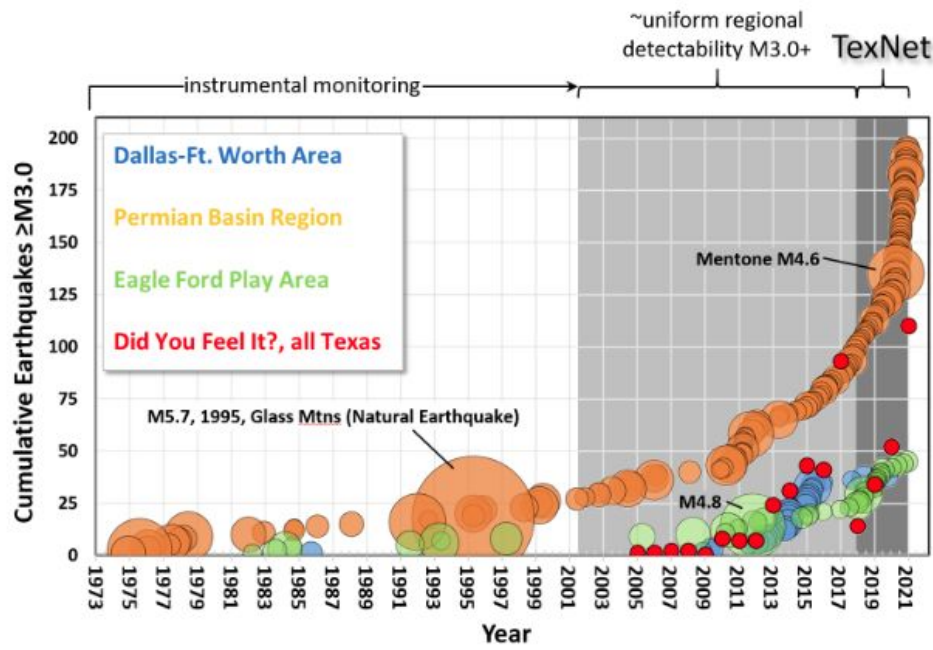 ~uniform regional
detectability M3.0+
TexNet
instrumental monitoring
Cumulative Earthquakes ≥M3.0
200
175
150
125
100
75
50
25
0
Dallas-Ft. Worth Area
Permian Basin Region
Eagle Ford Play Area
Did You Feel It?, all Texas
Mentone M4.6
M5.7, 1995, Glass Mtns (Natural Earthquake)
M4.8
1973
1975
1977
1979
1981
1983
1985
1987
1989
1991
1993
1995
1997
1999
2001
2003
2005
2007
2009
2011
2013
2015
2017
2019
2021
Year